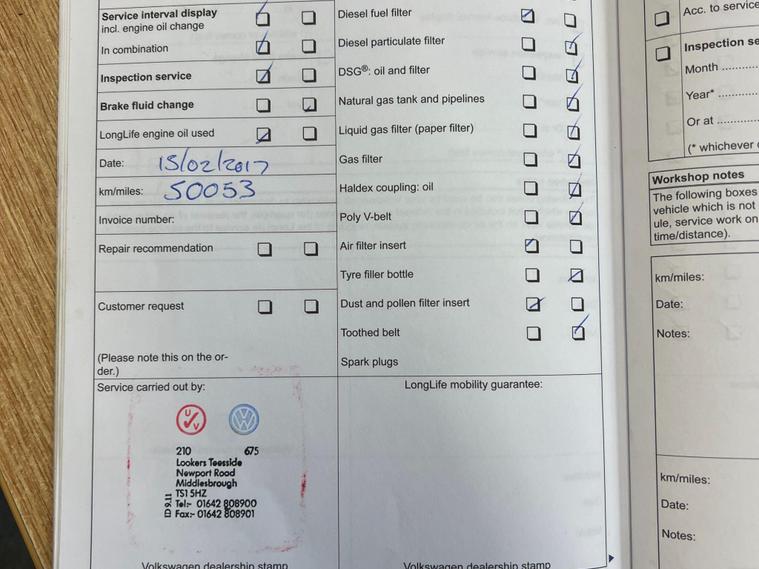 Service interval display
incl. engine oil change
In combination
Inspection service
Brake fluid change
LongLife engine oil used
Date: 15/02/2017
km/miles: 50053
Invoice number:
Repair recommendation
Customer request
(Please note this on the or-
der.)
Diesel fuel filter
Diesel particulate filter
DSG®: oil and filter
Natural gas tank and pipelines
Liquid gas filter (paper filter)
Gas filter
Haldex coupling: oil
Poly V-belt
Air filter insert
Tyre filler bottle
Dust and pollen filter insert
Toothed belt
Spark plugs
Service carried out by:
UVV
VW
210 675
Lookers Teesside
Newport Road
Middlesbrough
TS1 5HZ
Tel:- 01642 808900
Fax:- 01642 808901
Volkswagen dealership stamp
LongLife mobility guarantee:
Volkswagen dealership stamp
Acc. to service
Inspection se
Month
Year*
Or at
(* whichever
Workshop notes
The following boxes
vehicle which is not
ule, service work on
time/distance).
km/miles:
Date:
Notes:
km/miles:
Date:
Notes: